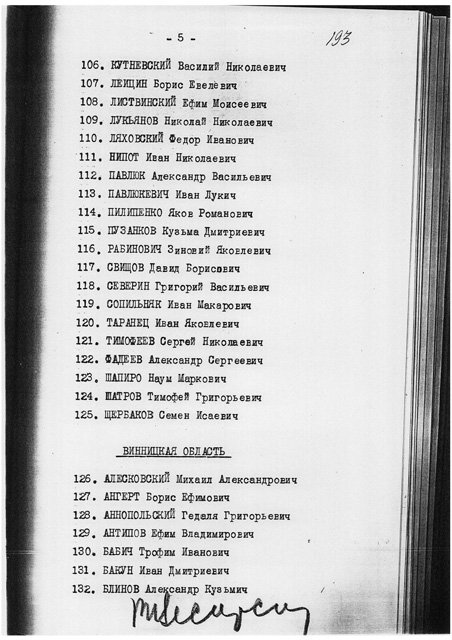 - 5 -
193
106. КУТНЕВСКИЙ Василий Николаевич
107. ЛЕИЦИН Борис Евелевич
108. ЛИСТВИНСКИЙ Ефим Моисеевич
109. ЛУКЬЯНОВ Николай Николаевич
110. ЛЯХОВСКИЙ Федор Иванович
111. НИПОТ Иван Николаевич
112. ПАВЛЮК Александр Васильевич
113. ПАВЛЮКЕВИЧ Иван Лукич
114. ПИЛИПЕНКО Яков Романович
115. ПУЗАНКОВ Кузьма Дмитриевич
116. РАБИНОВИЧ Зиновий Яковлевич
117. СВИЩОВ Давид Борисович
118. СЕВЕРИН Григорий Васильевич
119. СОПИЛЬНЯК Иван Макарович
120. ТАРАНЕЦ Иван Яковлевич
121. ТИМОФЕЕВ Сергей Николаевич
122. ФАДЕЕВ Александр Сергеевич
123. ШАПИРО Наум Маркович
124. ШАТРОВ Тимофей Григорьевич
125. ЩЕРБАКОВ Семен Исаевич
ВИННИЦКАЯ ОБЛАСТЬ
126. АЛЕСКОВСКИЙ Михаил Александрович
127. АНГЕРТ Борис Ефимович
128. АННОПОЛЬСКИЙ Гедаля Григорьевич
129. АНТИПОВ Ефим Владимирович
130. БАБИЧ Трофим Иванович
131. БАКУН Иван Дмитриевич
132. БЛИНОВ Александр Кузьмич